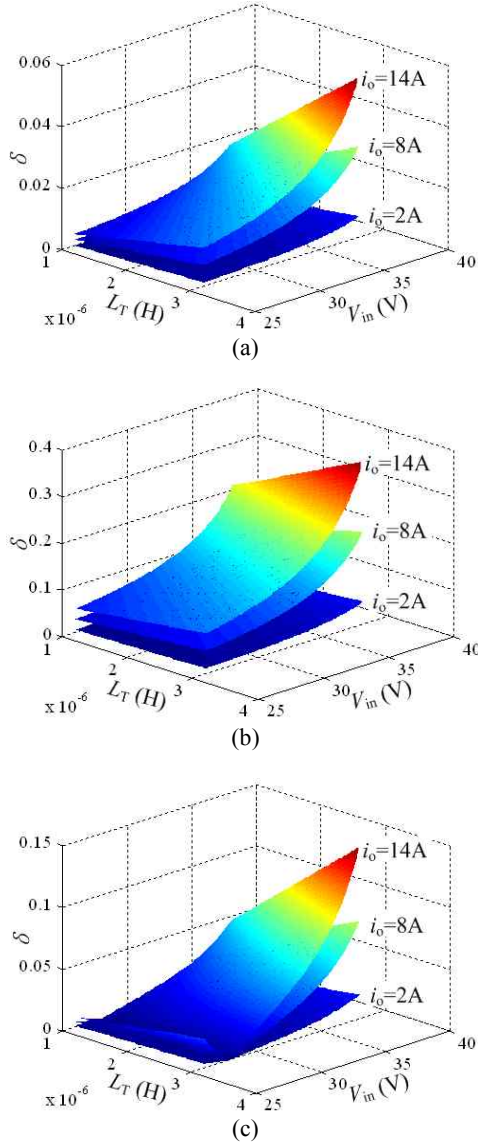 0.06
0.04
0.02
0
δ
i_o=14A
i_o=8A
i_o=2A
1
2
3
4
x 10^-6
L_T (H)
25
30
35
40
V_in (V)
(a)
0.4
0.3
0.2
0.1
0
δ
i_o=14A
i_o=8A
i_o=2A
1
2
3
4
x 10^-6
L_T (H)
25
30
35
40
V_in (V)
(b)
0.15
0.1
0.05
0
δ
i_o=14A
i_o=8A
i_o=2A
1
2
3
4
x 10^-6
L_T (H)
25
30
35
40
V_in (V)
(c)